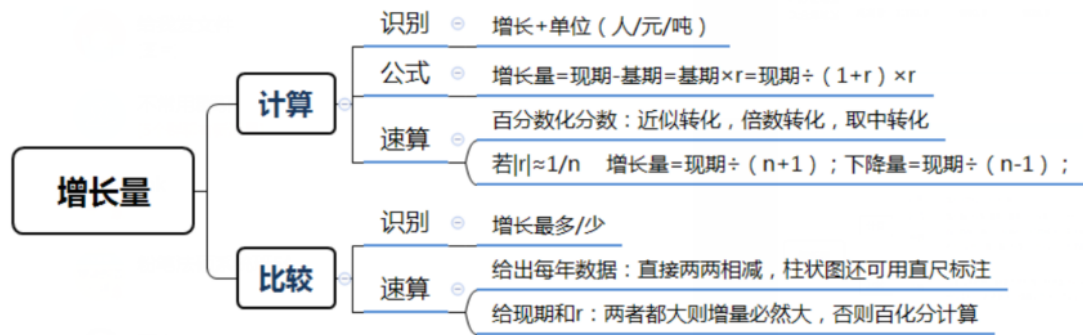 增长量
计算
识别
增长+单位（人/元/吨）
公式
增长量=现期-基期=基期×r=现期÷（1+r）×r
速算
百分数化分数：近似转化，倍数转化，取中转化
若|r|≈1/n 增长量=现期÷（n+1）；下降量=现期÷（n-1）；
比较
识别
增长最多/少
速算
给出每年数据：直接两两相减，柱状图还可用直尺标注
给现期和r：两者都大则增量必然大，否则百化分计算